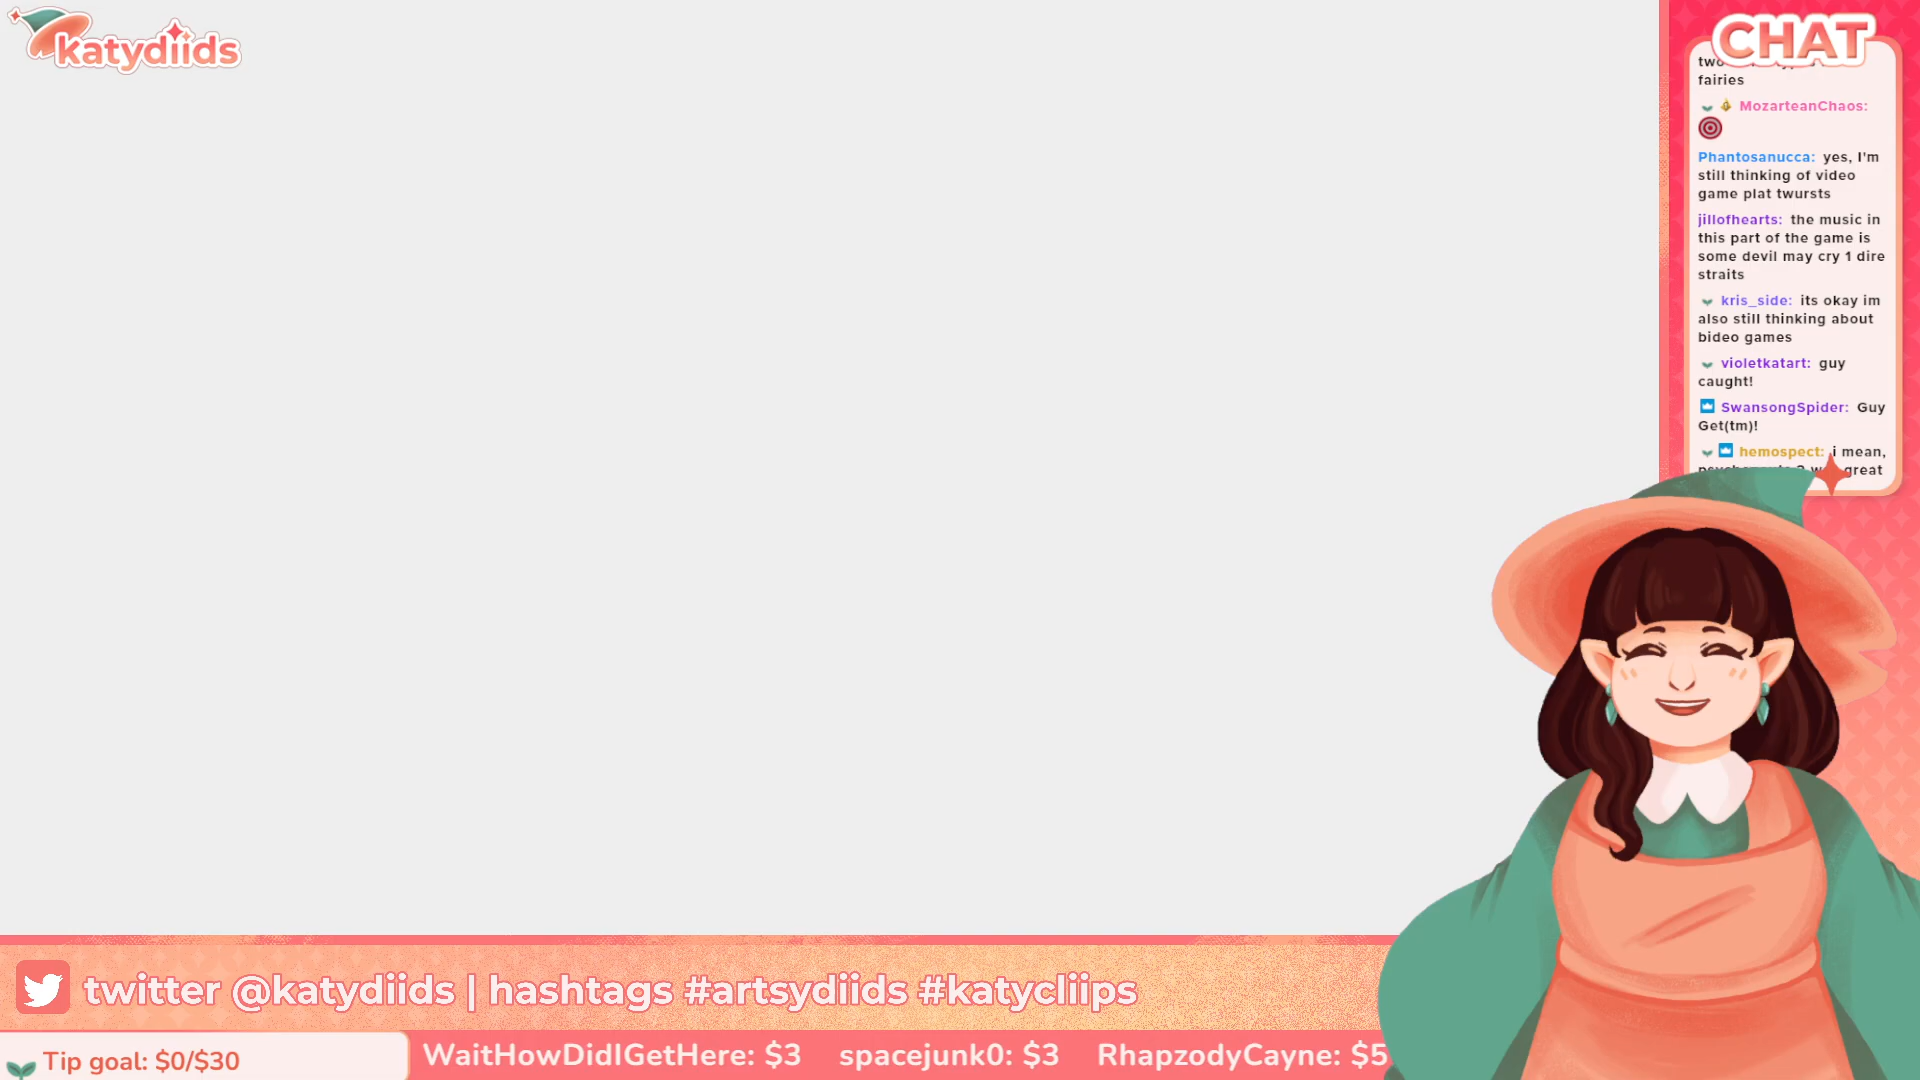 katydiids
CHAT
fairies
MozarteanChaos:
Phantosanucca: yes, I'm
still thinking of video
game plat twursts
jillofhearts: the music in
this part of the game is
some devil may cry 1 dire
straits
kris_side: its okay im
also still thinking about
bideo games
violetkatart: guy
caught!
SwansongSpider: Guy
Get(tm)!
hemospect: i mean,
great
twitter @katydiids | hashtags #artsydiids #katycliips
Tip goal: $0/$30
WaitHowDidIGetHere: $3 spacejunk0: $3 RhapzodyCayne: $5